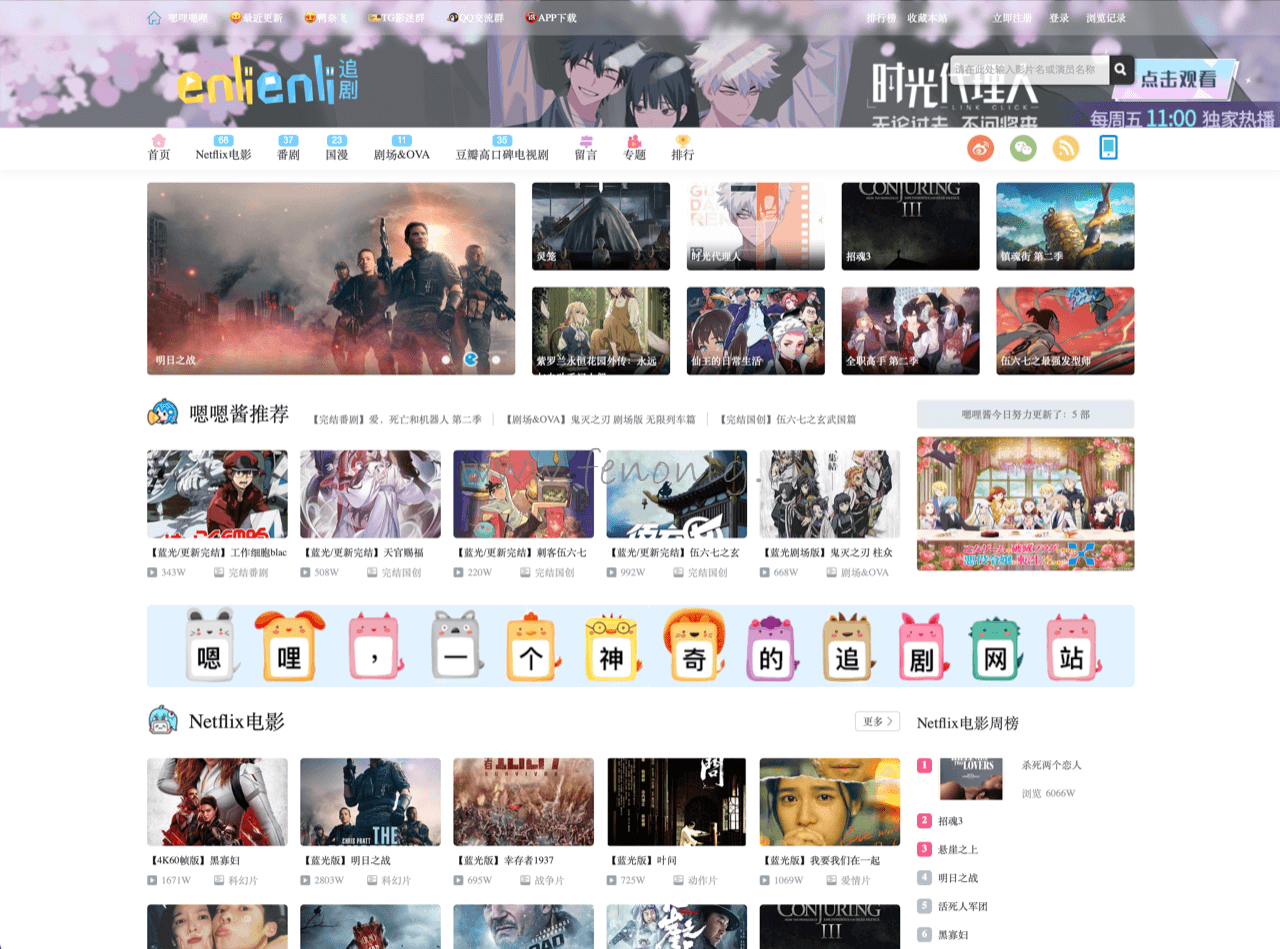 嗯哩嗯哩
最近更新
鸭奈飞
TG影迷群
QQ交流群
APP下载
排行榜
收藏本站
立即注册
登录
浏览记录
enlienli
追剧
时光代理人
LINK CLICK
无论过去 不问将来
请在此处输入影片名或演员名称
点击观看
每周五 11:00 独家热播
首页
68
Netflix电影
37
番剧
23
国漫
11
剧场&OVA
35
豆瓣高口碑电视剧
留言
专题
排行
明日之战
灵笼
时光代理人
CONJURING
III
招魂3
镇魂街 第二季
紫罗兰永恒花园外传：永远
仙王的日常生活
全职高手 第二季
伍六七之最强发型师
嗯嗯酱推荐
【完结番剧】爱，死亡和机器人 第二季
【剧场&OVA】鬼灭之刃 剧场版 无限列车篇
【完结国创】伍六七之玄武国篇
嗯哩酱今日努力更新了：5 部
集结
【蓝光/更新完结】工作细胞blac
343W
完结番剧
【蓝光/更新完结】天官赐福
508W
完结国创
【蓝光/更新完结】刺客伍六七
220W
完结国创
【蓝光/更新完结】伍六七之玄
992W
完结国创
【蓝光剧场版】鬼灭之刃 柱众
668W
剧场&OVA
嗯哩，一个神奇的追剧网站
Netflix电影
更多
Netflix电影周榜
CHRIS PRATT
THE
SURVIVOR
問
【4K60帧版】黑寡妇
1671W
科幻片
【蓝光版】明日之战
2803W
科幻片
【蓝光版】幸存者1937
695W
战争片
【蓝光版】叶问
725W
动作片
【蓝光版】我要我们在一起
1069W
爱情片
CONJURING
III
1
THE LOVERS
杀死两个恋人
浏览 6066W
2
招魂3
3
悬崖之上
4
明日之战
5
活死人军团
6
黑寡妇